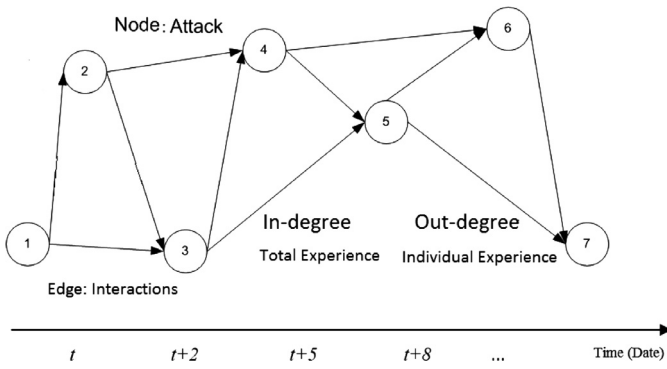 Node: Attack
6
4
2
5
In-degree
Out-degree
1
3
7
Total Experience
Individual Experience
Edge: Interactions
t
t+2
t+5
t+8
...
Time (Date)